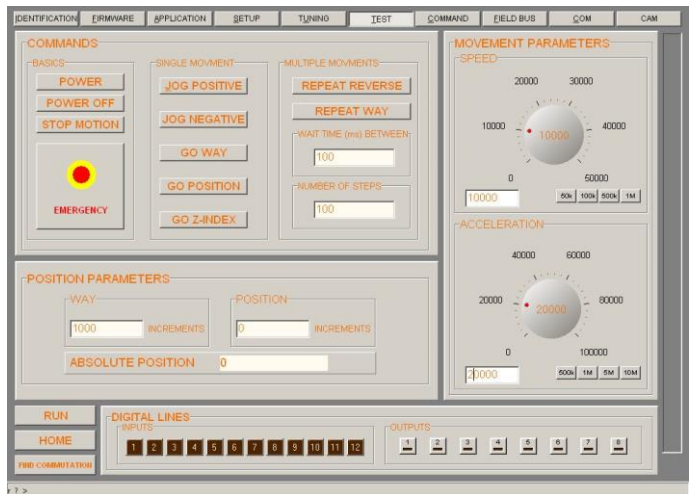 IDENTIFICATION FIRMWARE APPLICATION SETUP TUNING TEST COMMAND FIELD BUS COM CAM
COMMANDS
BASICS
POWER
POWER OFF
STOP MOTION
EMERGENCY
SINGLE MOVMENT
JOG POSITIVE
JOG NEGATIVE
GO WAY
GO POSITION
GO Z-INDEX
MULTIPLE MOVMENTS
REPEAT REVERSE
REPEAT WAY
WAIT TIME (ms) BETWEEN
100
NUMBER OF STEPS
100
MOVEMENT PARAMETERS
SPEED
20000 30000
10000 10000 40000
0 50000
10000 50k 100k 500k 1M
ACCELERATION
40000 60000
20000 20000 80000
0 100000
20000 500k 1M 5M 10M
POSITION PARAMETERS
WAY
1000 INCREMENTS
POSITION
0 INCREMENTS
ABSOLUTE POSITION 0
RUN
HOME
FIND COMMUTATION
DIGITAL LINES
INPUTS
1 2 3 4 5 6 7 8 9 10 11 12
OUTPUTS
1 2 3 4 5 6 7 8
r ? >